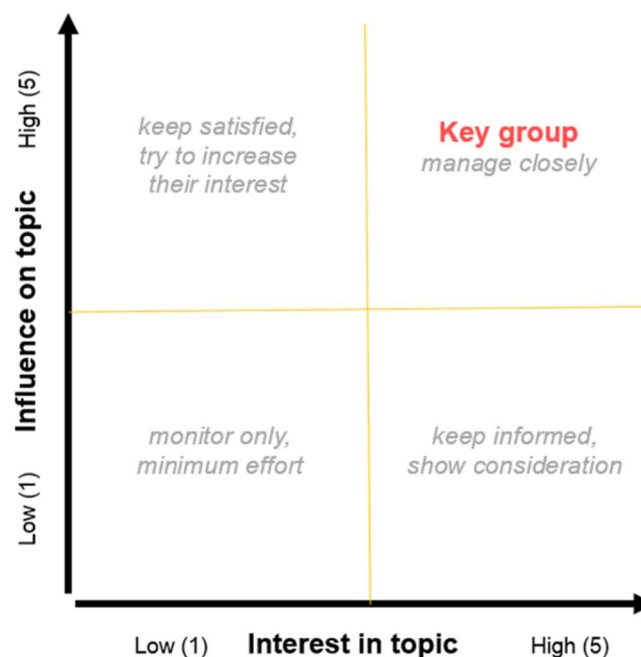 High (5)
Influence on topic
Low (1)
keep satisfied,
try to increase
their interest
Key group
manage closely
monitor only,
minimum effort
keep informed,
show consideration
Low (1)
Interest in topic
High (5)